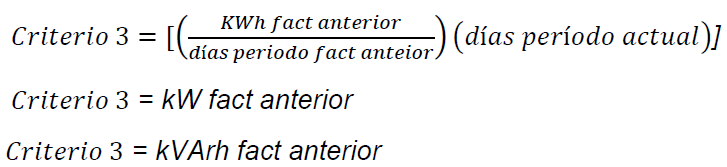 Criterio 3 = [(KWh fact anterior / días periodo fact anteior) (días período actual)]
Criterio 3 = kW fact anterior
Criterio 3 = kVArh fact anterior